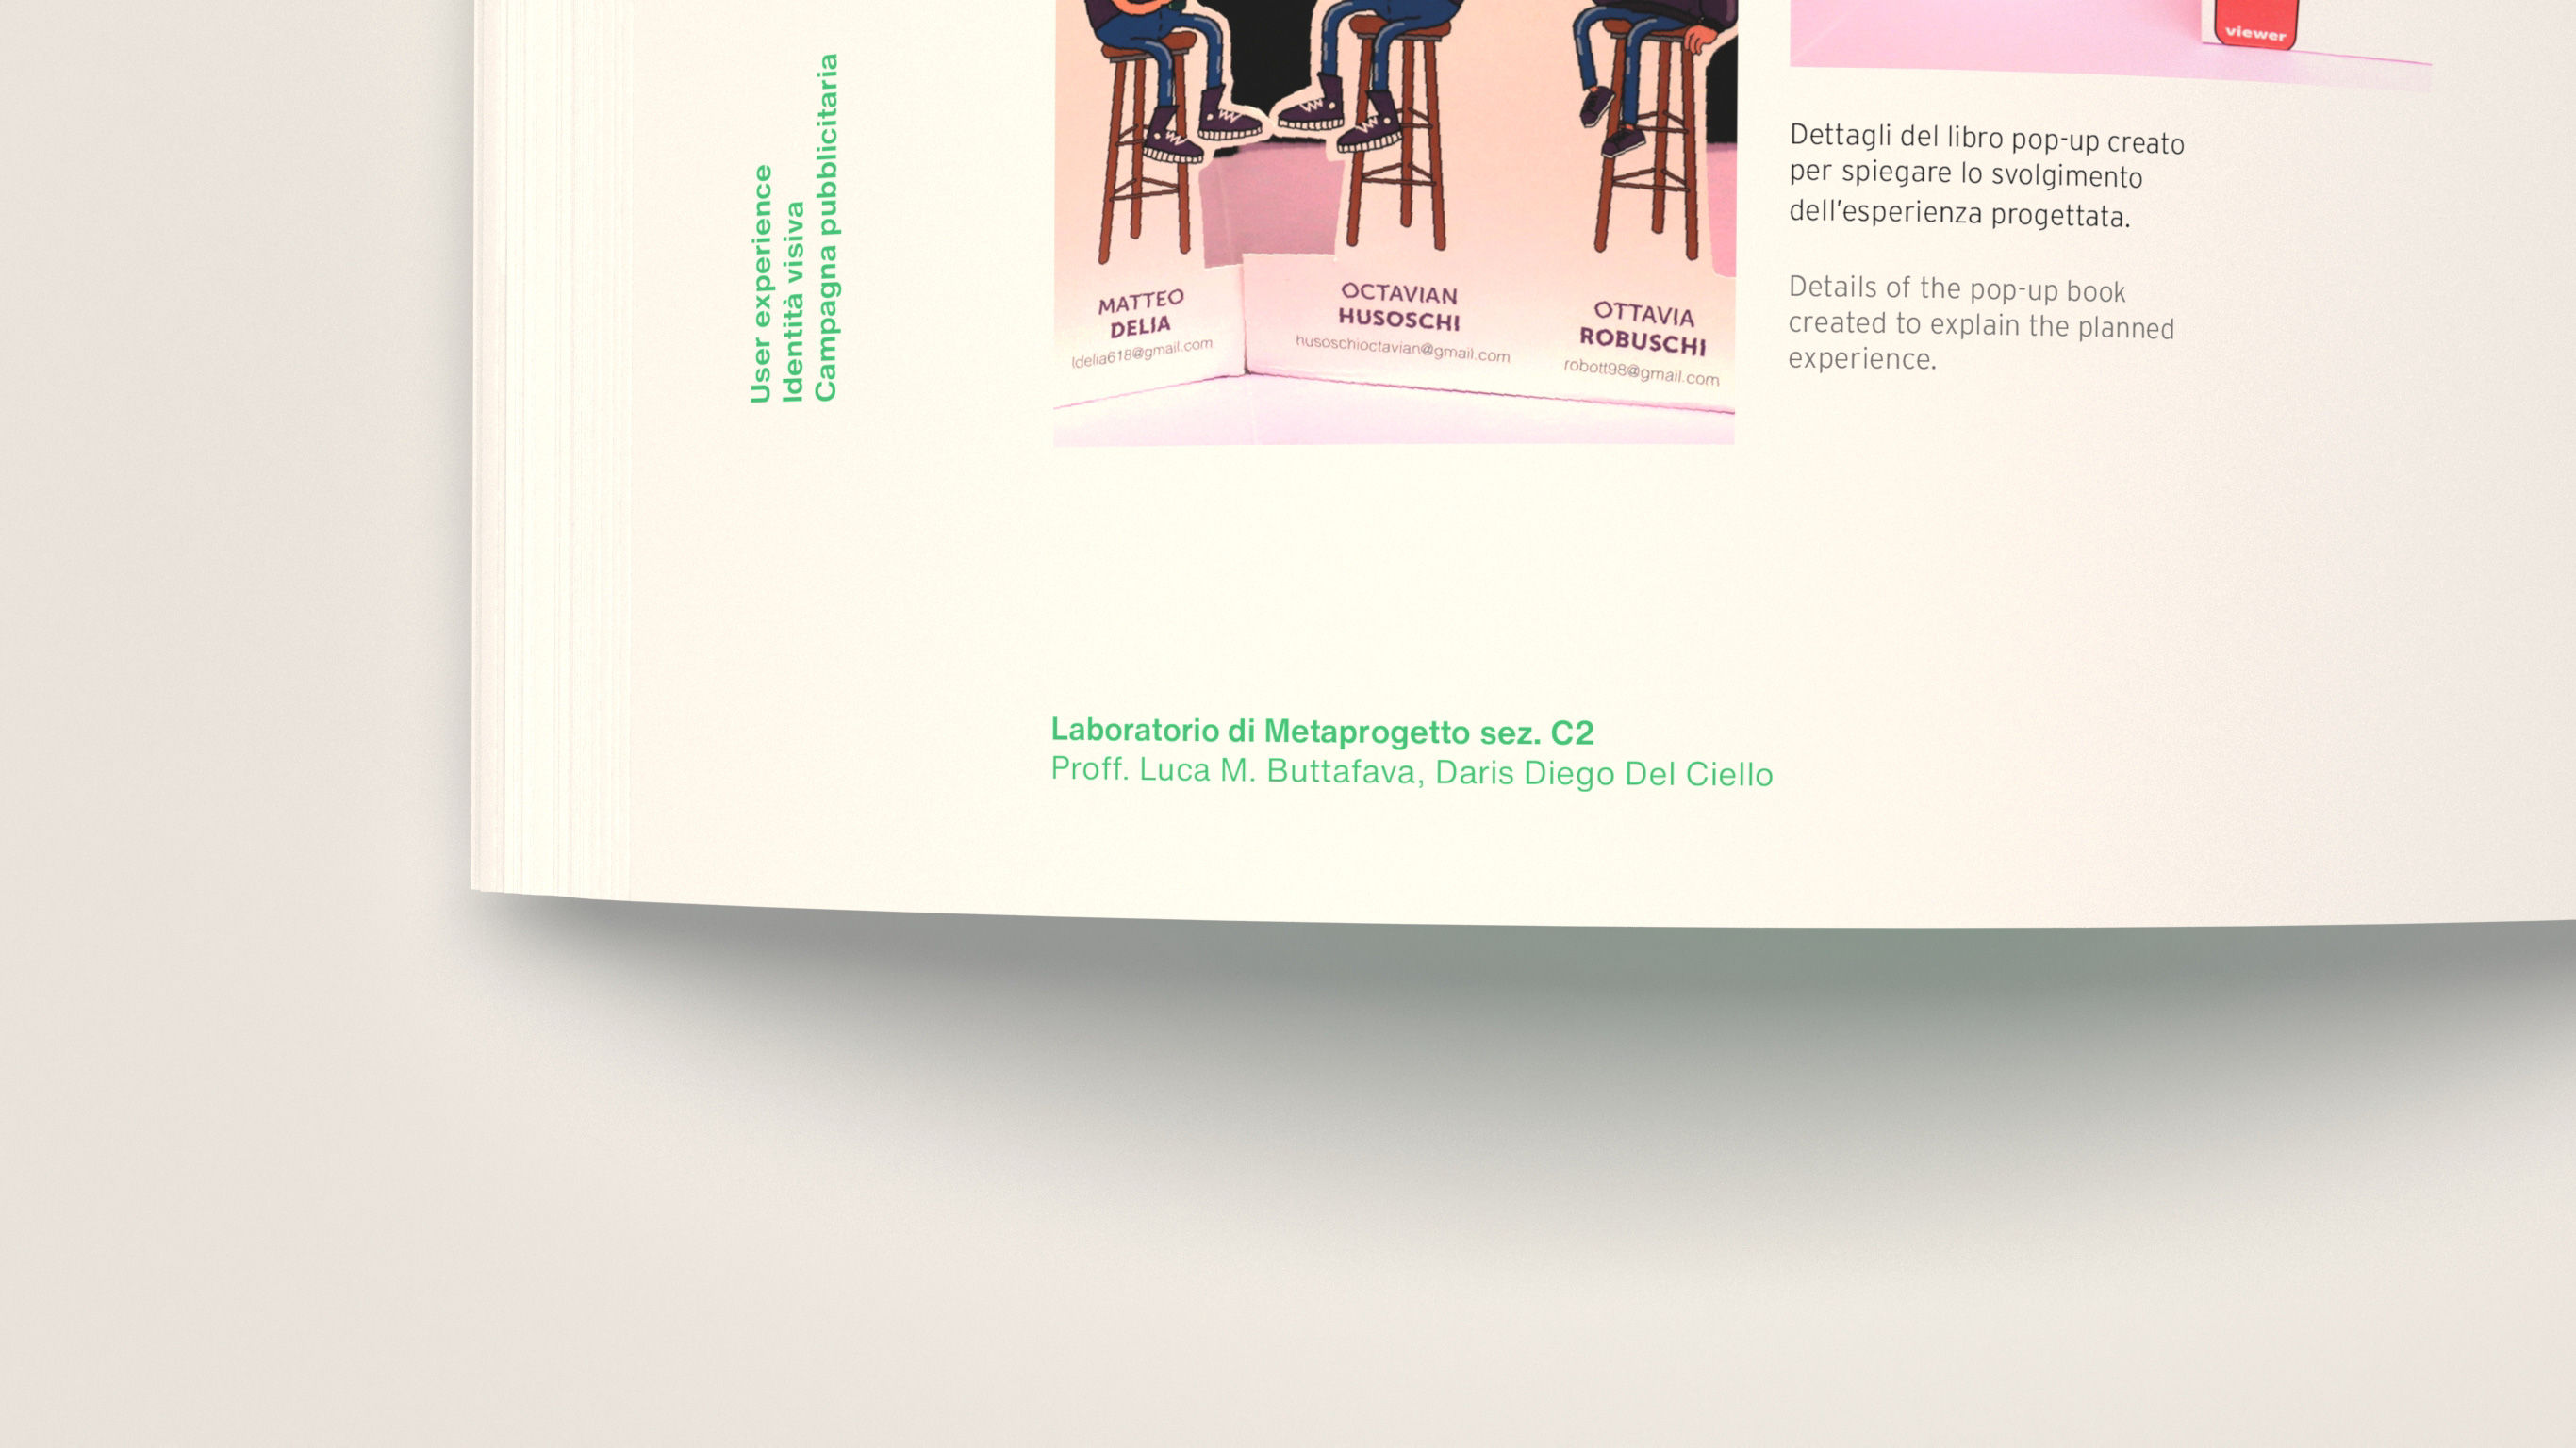 User experience
Identità visiva
Campagna pubblicitaria
MATTEO
DELIA
ldelia618@gmail.com
OCTAVIAN
HUSOSCHI
husoschioctavian@gmail.com
OTTAVIA
ROBUSCHI
robott98@gmail.com
viewer
Dettagli del libro pop-up creato
per spiegare lo svolgimento
dell'esperienza progettata.
Details of the pop-up book
created to explain the planned
experience.
Laboratorio di Metaprogetto sez. C2
Proff. Luca M. Buttafava, Daris Diego Del Ciello